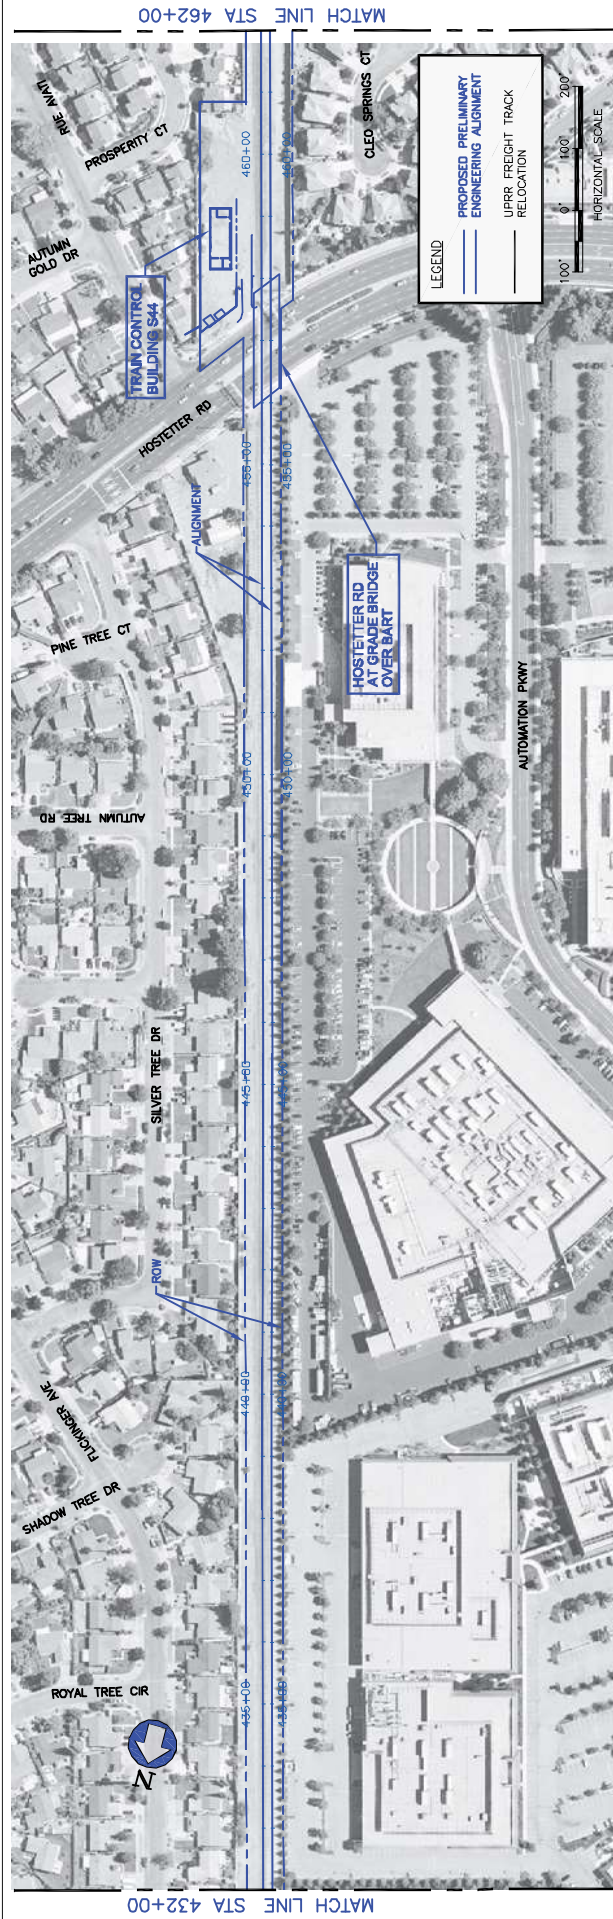 MATCH LINE STA 462+00
RUE AVATI
PROSPERITY CT
AUTUMN
GOLD DR
TRAIN CONTROL
BUILDING S44
HOSTETTER RD
460+00
460+00
CLEO SPRINGS CT
LEGEND
PROPOSED PRELIMINARY
ENGINEERING ALIGNMENT
UPRR FREIGHT TRACK
RELOCATION
100' 0' 100' 200'
HORIZONTAL SCALE
ALIGNMENT
455+00
455+00
HOSTETTER RD
AT GRADE BRIDGE
OVER BART
PINE TREE CT
AUTOMATION PKWY
450+00
450+00
AUTUMN TREE RD
SILVER TREE DR
445+00
445+00
ROW
440+00
440+00
FLICKINGER AVE
SHADOW TREE DR
ROYAL TREE CIR
435+00
435+00
N
MATCH LINE STA 432+00